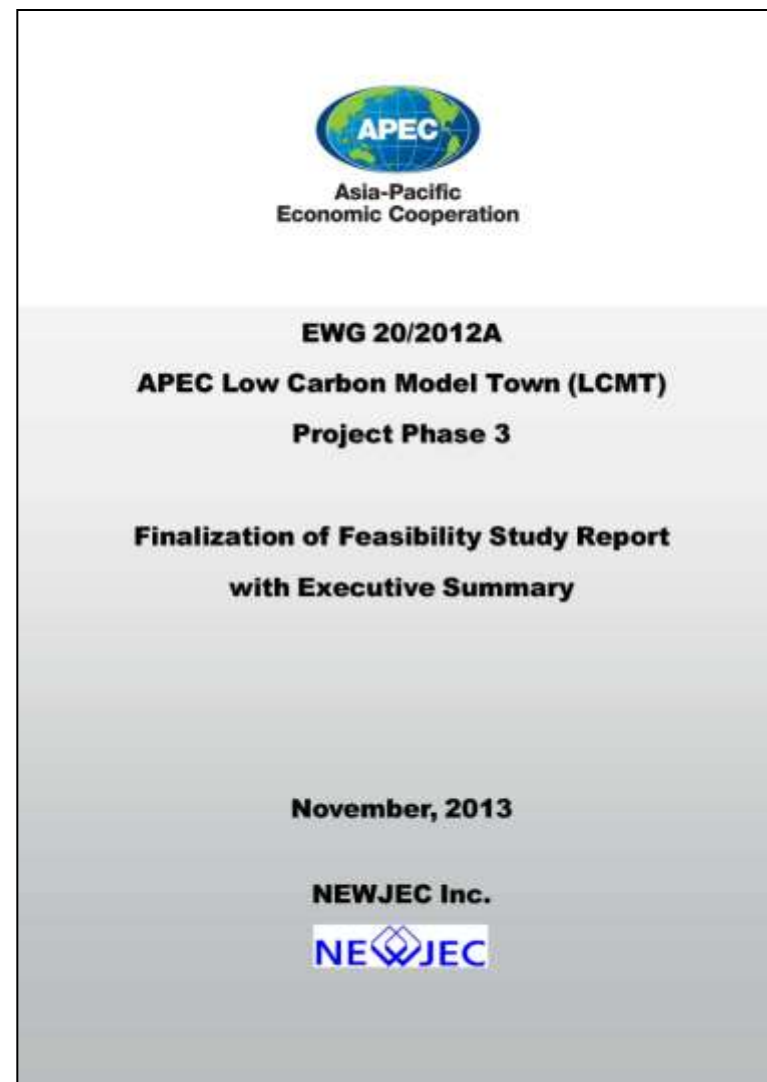 APEC
Asia-Pacific
Economic Cooperation
EWG 20/2012A
APEC Low Carbon Model Town (LCMT)
Project Phase 3
Finalization of Feasibility Study Report
with Executive Summary
November, 2013
NEWJEC Inc.
NEWJEC